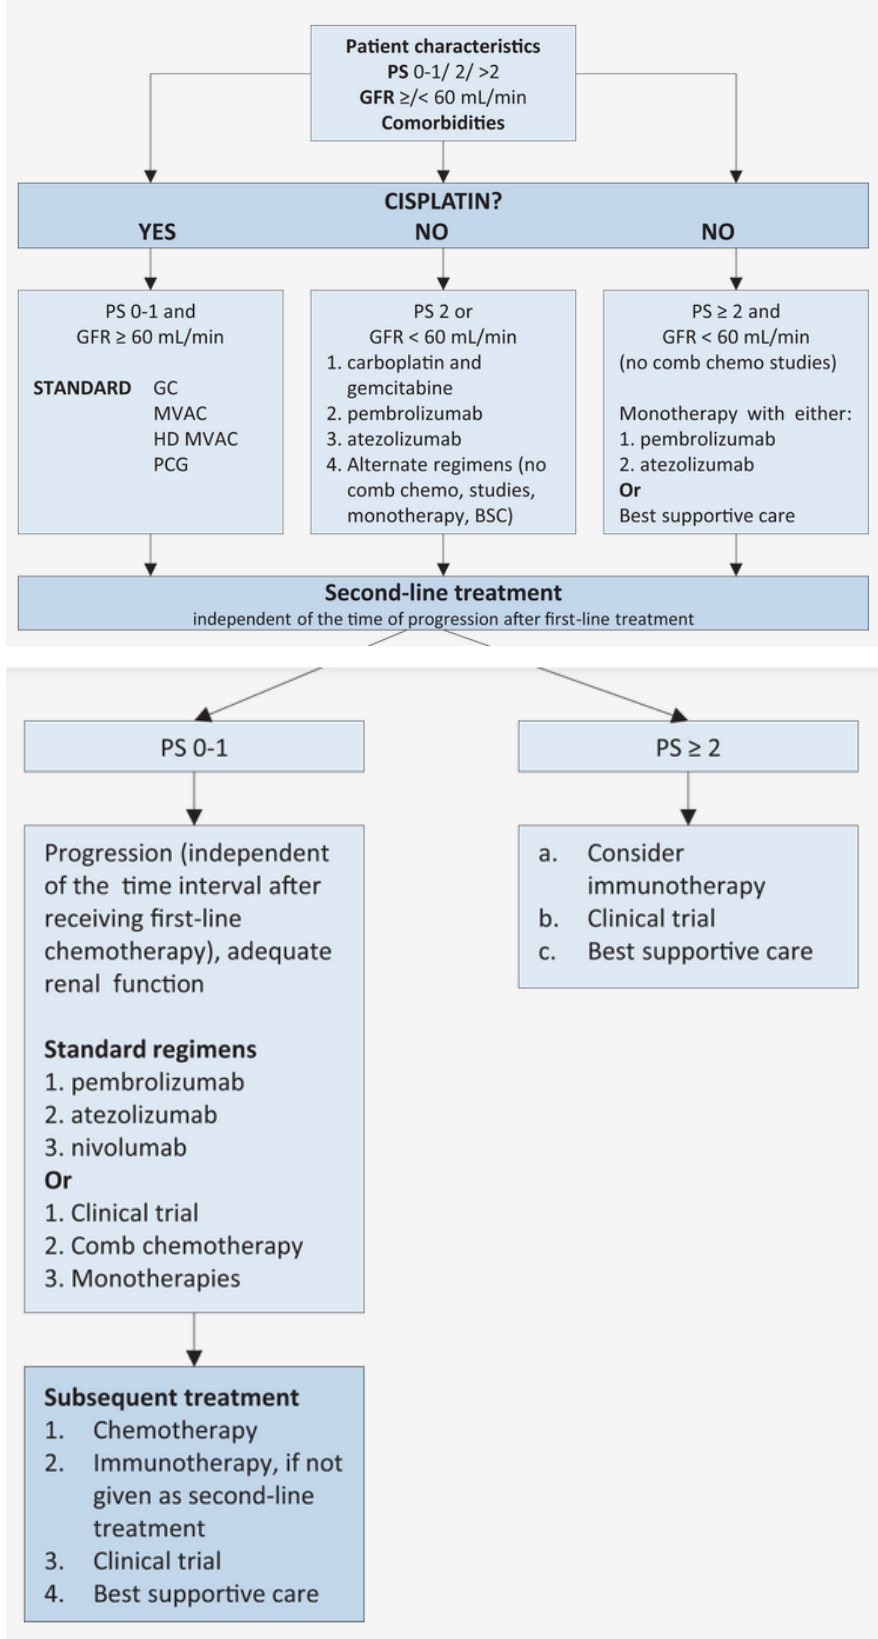 Patient characteristics
PS 0-1/ 2/ >2
GFR ≥/< 60 mL/min
Comorbidities
CISPLATIN?
YES NO NO
PS 0-1 and
GFR ≥ 60 mL/min
STANDARD GC
MVAC
HD MVAC
PCG
PS 2 or
GFR < 60 mL/min
1. carboplatin and
gemcitabine
2. pembrolizumab
3. atezolizumab
4. Alternate regimens (no
comb chemo, studies,
monotherapy, BSC)
PS ≥ 2 and
GFR < 60 mL/min
(no comb chemo studies)
Monotherapy with either:
1. pembrolizumab
2. atezolizumab
Or
Best supportive care
Second-line treatment
independent of the time of progression after first-line treatment
PS 0-1
Progression (independent
of the time interval after
receiving first-line
chemotherapy), adequate
renal function
Standard regimens
1. pembrolizumab
2. atezolizumab
3. nivolumab
Or
1. Clinical trial
2. Comb chemotherapy
3. Monotherapies
Subsequent treatment
1. Chemotherapy
2. Immunotherapy, if not
given as second-line
treatment
3. Clinical trial
4. Best supportive care
PS ≥ 2
a. Consider
immunotherapy
b. Clinical trial
c. Best supportive care